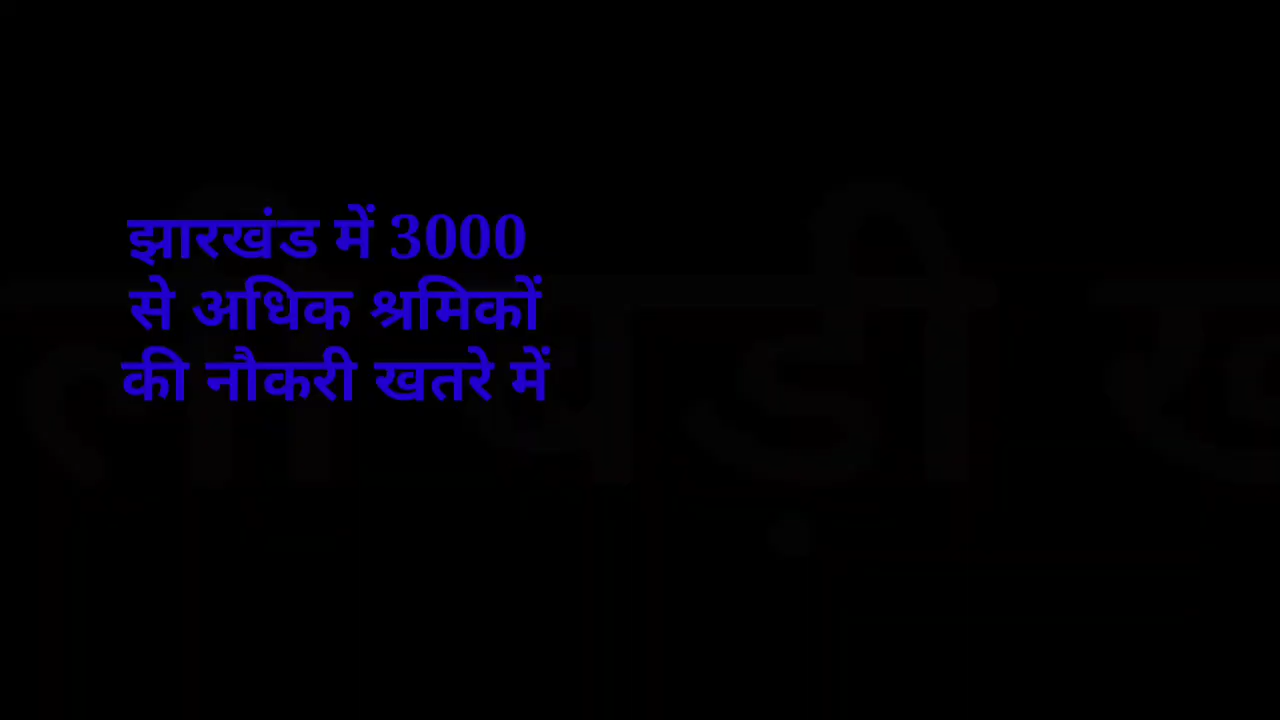 झारखंड में 3000
से अधिक श्रमिकों
की नौकरी खतरे में